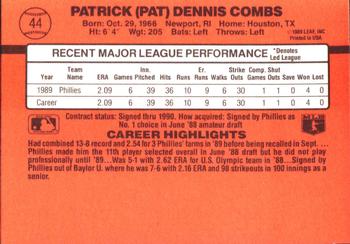 44
PATRICK (PAT) DENNIS COMBS
Born: Oct. 29, 1966 Newport, RI Home: Houston, TX
Ht: 6' 4" Wgt: 205 Bats: Left Throws: Left
©1989 LEAF, INC
Printed in USA
RECENT MAJOR LEAGUE PERFORMANCE *Denotes Led League
Year Team Name ERA Games Innings Pitched Hits Er. Runs Walks Strike Outs Comp. Games Shut Outs Saves Won Lost
1989 Phillies 2.09 6 39 36 10 9 6 30 1 1 0 4 0
Career 2.09 6 39 36 10 9 6 30 1 1 0 4 0
Contract status: Signed thru 1990. How acquired: Signed by Phillies as
No. 1 choice in June '88 amateur draft
CAREER HIGHLIGHTS
Had combined 13-8 record and 2.54 for 3 Phillies' farms in '89 before being recalled in Sept. ...
Phillies made him the 11th player selected overall in June '88 draft but he did not play
professionally until '89...Was 5-1 with 2.62 ERA for U.S. Olympic team in '88...Signed by
Phillies out of Baylor U. where he was 7-6 with 2.16 ERA and 98 strikeouts in 100 innings as a
senior.